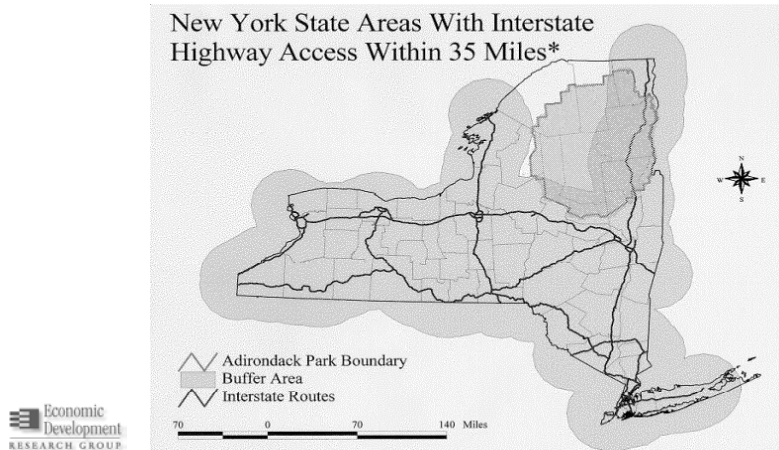 New York State Areas With Interstate
Highway Access Within 35 Miles*
N
W E
S
Adirondack Park Boundary
Buffer Area
Interstate Routes
70 0 70 140 Miles
Economic
Development
RESEARCH GROUP